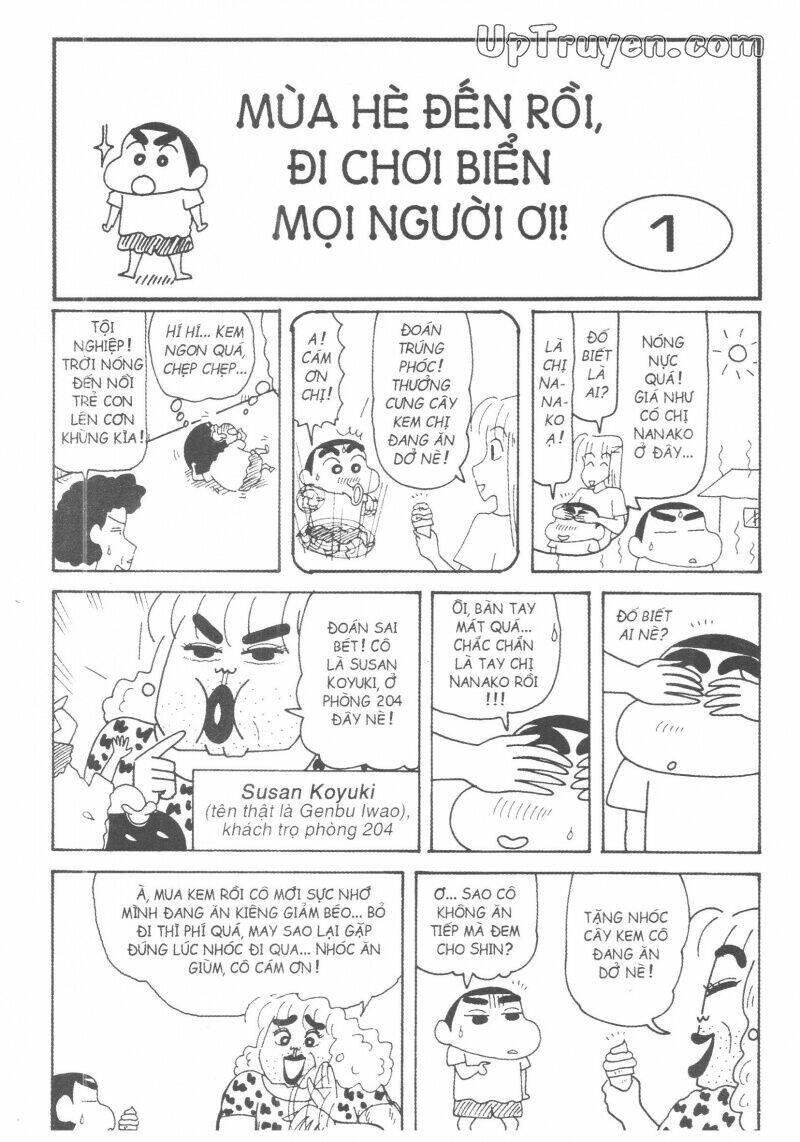 UpTruyen.com
MÙA HÈ ĐẾN RỒI,
ĐI CHƠI BIỂN
MỌI NGƯỜI ƠI!
1
NÓNG
NỰC
QUÁ!
GIÁ NHƯ
CÓ CHỊ
NANAKO
Ở ĐÂY...
ĐỐ
BIẾT
LÀ
AI?
LÀ
CHỊ
NA-
NA-
KO
Ạ!
ĐOÁN
TRÚNG
PHÓC!
THƯỞNG
CƯNG CÂY
KEM CHỊ
ĐANG ĂN
DỞ NÈ!
A!
CÁM
ƠN
CHỊ!
HÍ HÍ... KEM
NGON QUÁ,
CHẸP CHẸP...
TỘI
NGHIỆP!
TRỜI NÓNG
ĐẾN NỖI
TRẺ CON
LÊN CƠN
KHÙNG KÌA!
ĐỐ BIẾT
AI NÈ?
ÔI, BÀN TAY
MÁT QUÁ...
CHẮC CHẮN
LÀ TAY CHỊ
NANAKO RỒI
!!!
ĐOÁN SAI
BÉT! CÔ
LÀ SUSAN
KOYUKI, Ở
PHÒNG 204
ĐÂY NÈ!
Susan Koyuki
(tên thật là Genbu Iwao),
khách trọ phòng 204
TẶNG NHÓC
CÂY KEM CÔ
ĐANG ĂN
DỞ NÈ!
Ơ... SAO CÔ
KHÔNG ĂN
TIẾP MÀ ĐEM
CHO SHIN?
À, MUA KEM RỒI CÔ MỚI SỰC NHỚ
MÌNH ĐANG ĂN KIÊNG GIẢM BÉO... BỎ
ĐI THÌ PHÍ QUÁ, MAY SAO LẠI GẶP
ĐÚNG LÚC NHÓC ĐI QUA... NHÓC ĂN
GIÙM, CÔ CÁM ƠN!